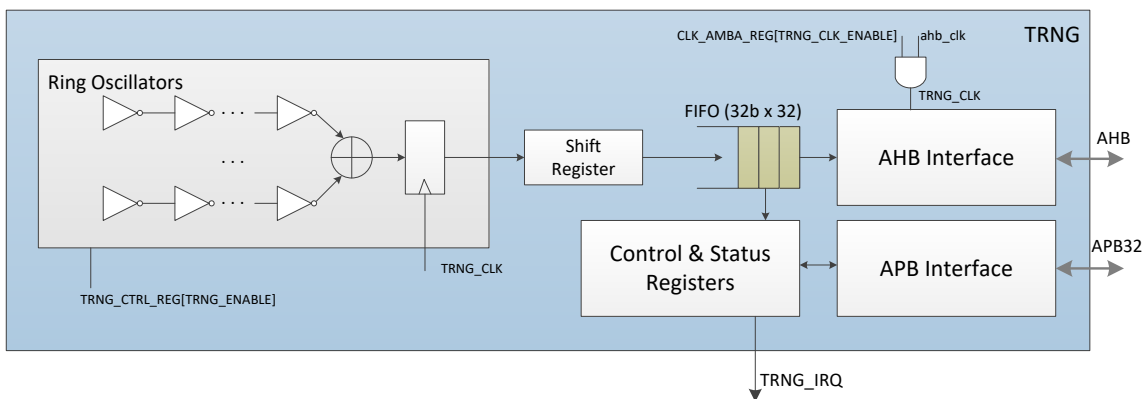 CLK_AMBA_REG[TRNG_CLK_ENABLE]
ahb_clk
TRNG
Ring Oscillators
TRNG_CLK
. . .
FIFO (32b x 32)
. . .
Shift
Register
AHB Interface
AHB
. . .
Control & Status
Registers
APB Interface
APB32
TRNG_CLK
TRNG_CTRL_REG[TRNG_ENABLE]
TRNG_IRQ